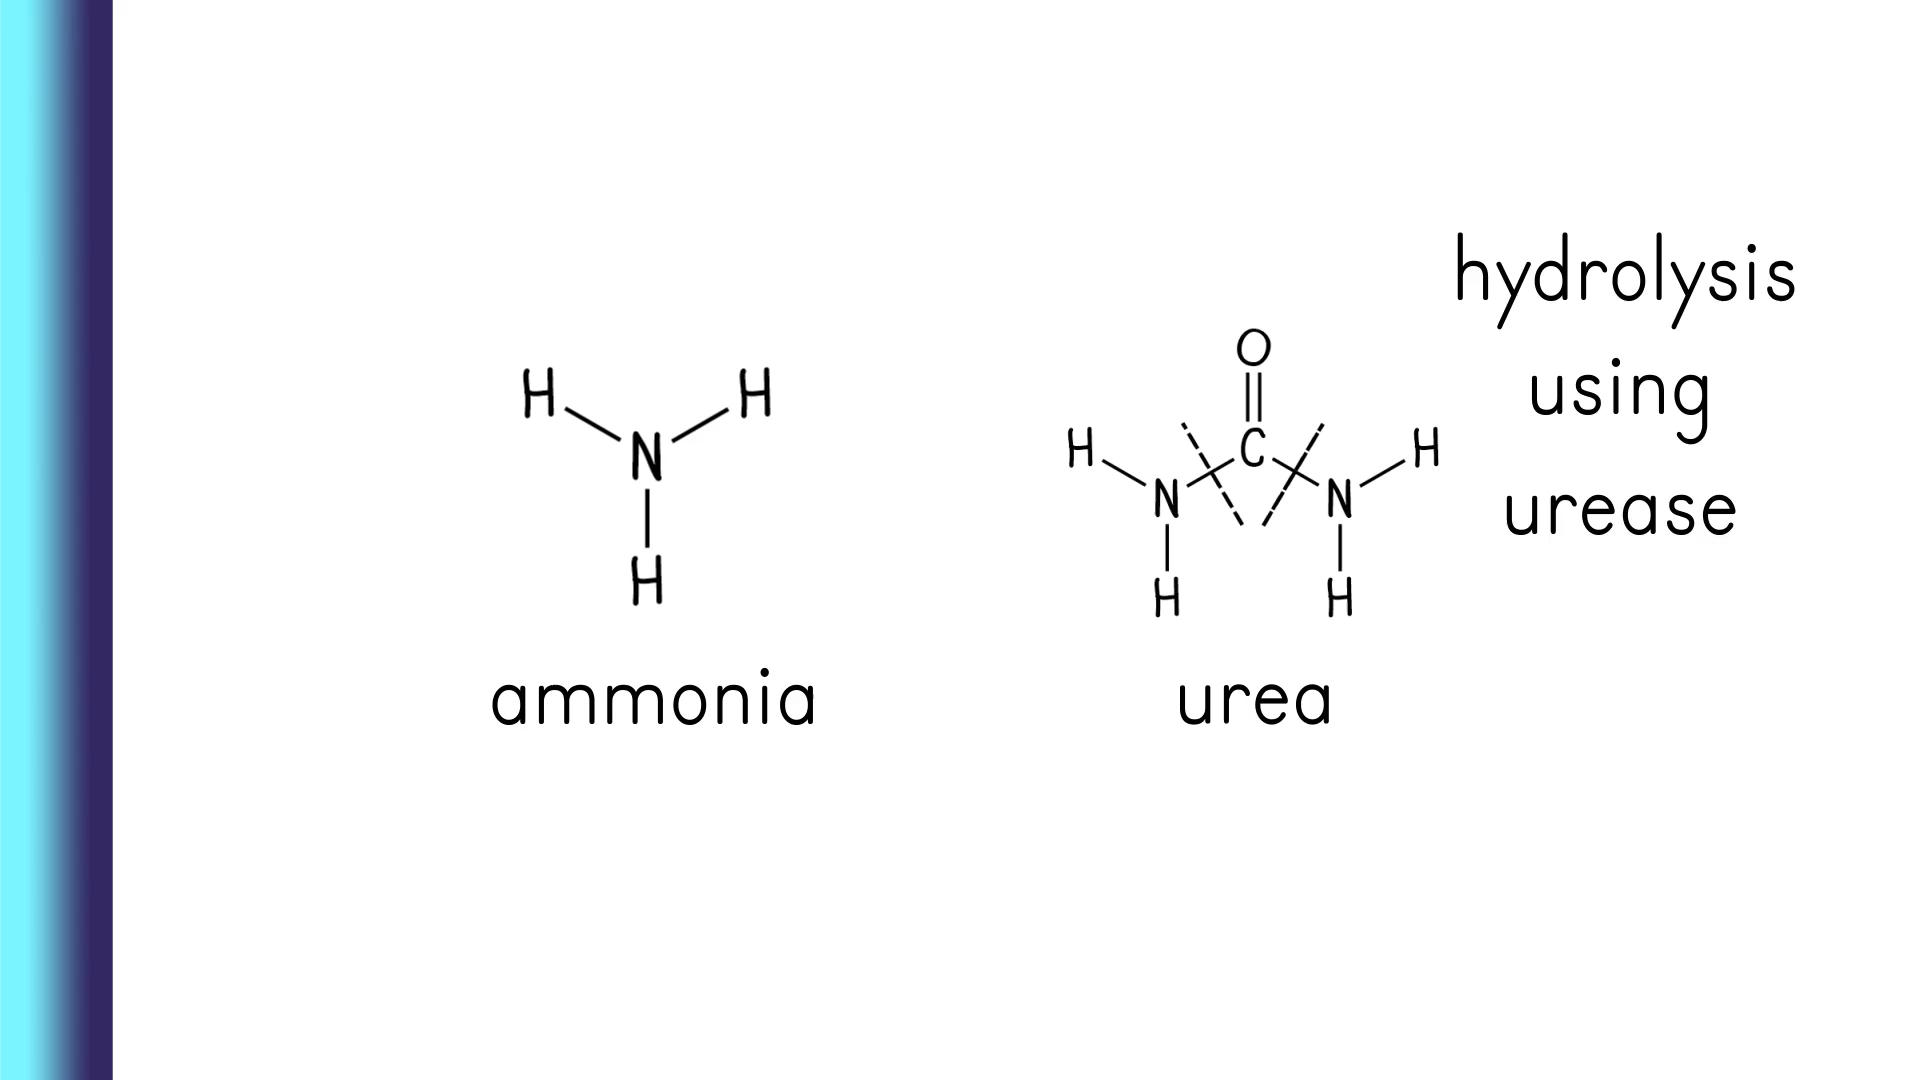 H H
N
H
ammonia
O
H C H
N N
H H
urea
hydrolysis
using
urease